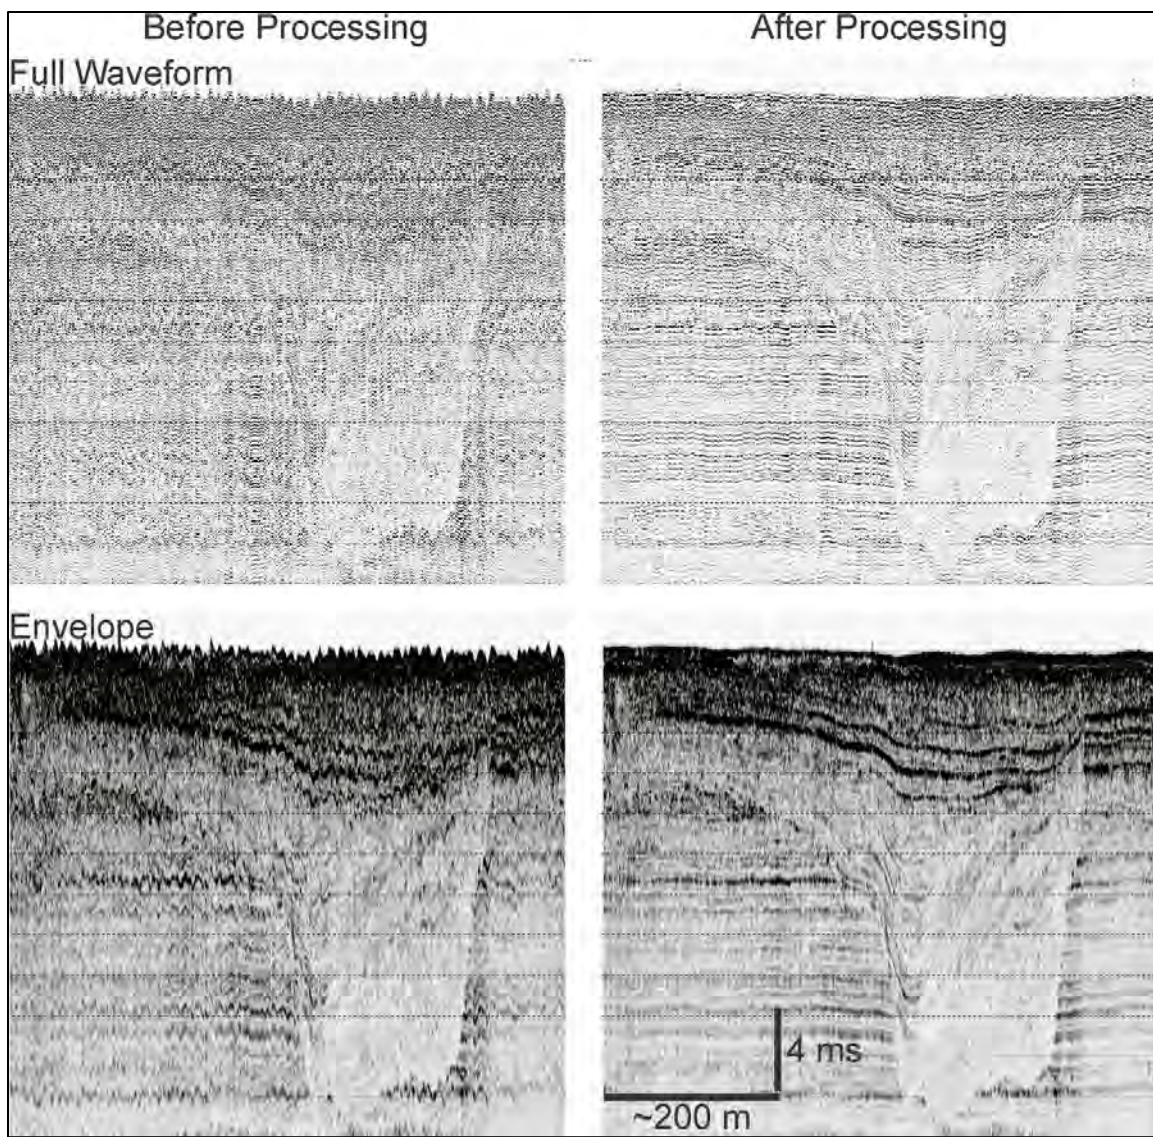 Before Processing
After Processing
Full Waveform
Envelope
4 ms
~200 m